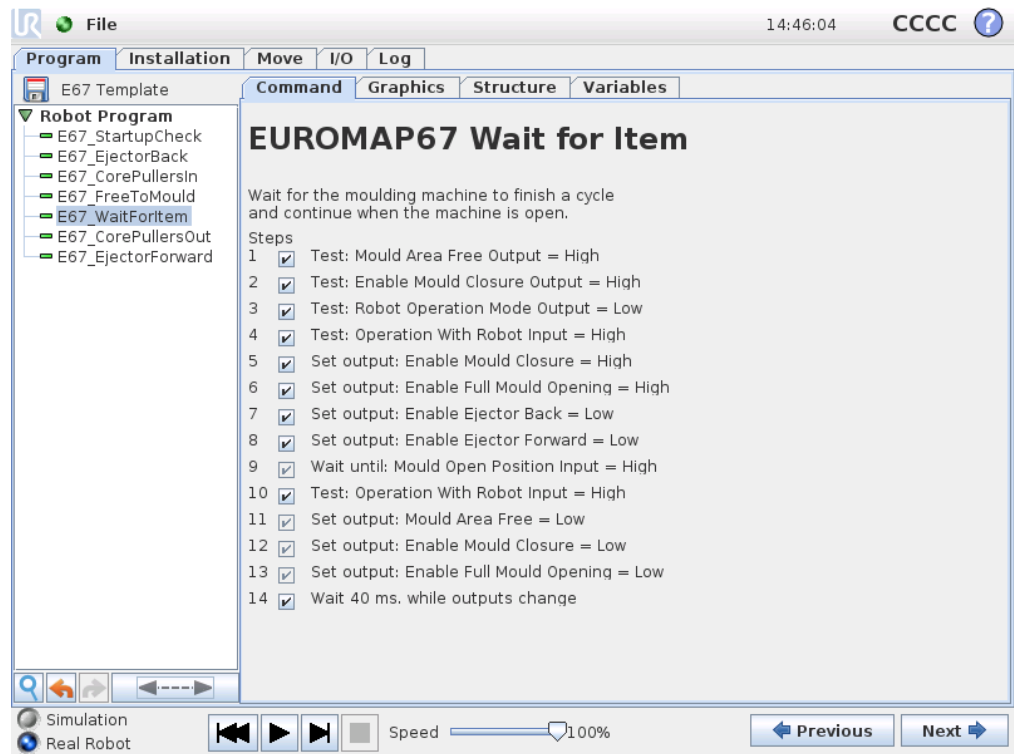 UR File 14:46:04 CCCC ?
Program Installation Move I/O Log
E67 Template
Command Graphics Structure Variables
Robot Program
E67_StartupCheck
E67_EjectorBack
E67_CorePullersIn
E67_FreeToMould
E67_WaitForItem
E67_CorePullersOut
E67_EjectorForward
EUROMAP67 Wait for Item
Wait for the moulding machine to finish a cycle
and continue when the machine is open.
Steps
1 Test: Mould Area Free Output = High
2 Test: Enable Mould Closure Output = High
3 Test: Robot Operation Mode Output = Low
4 Test: Operation With Robot Input = High
5 Set output: Enable Mould Closure = High
6 Set output: Enable Full Mould Opening = High
7 Set output: Enable Ejector Back = Low
8 Set output: Enable Ejector Forward = Low
9 Wait until: Mould Open Position Input = High
10 Test: Operation With Robot Input = High
11 Set output: Mould Area Free = Low
12 Set output: Enable Mould Closure = Low
13 Set output: Enable Full Mould Opening = Low
14 Wait 40 ms. while outputs change
Simulation
Real Robot
Speed 100%
Previous Next